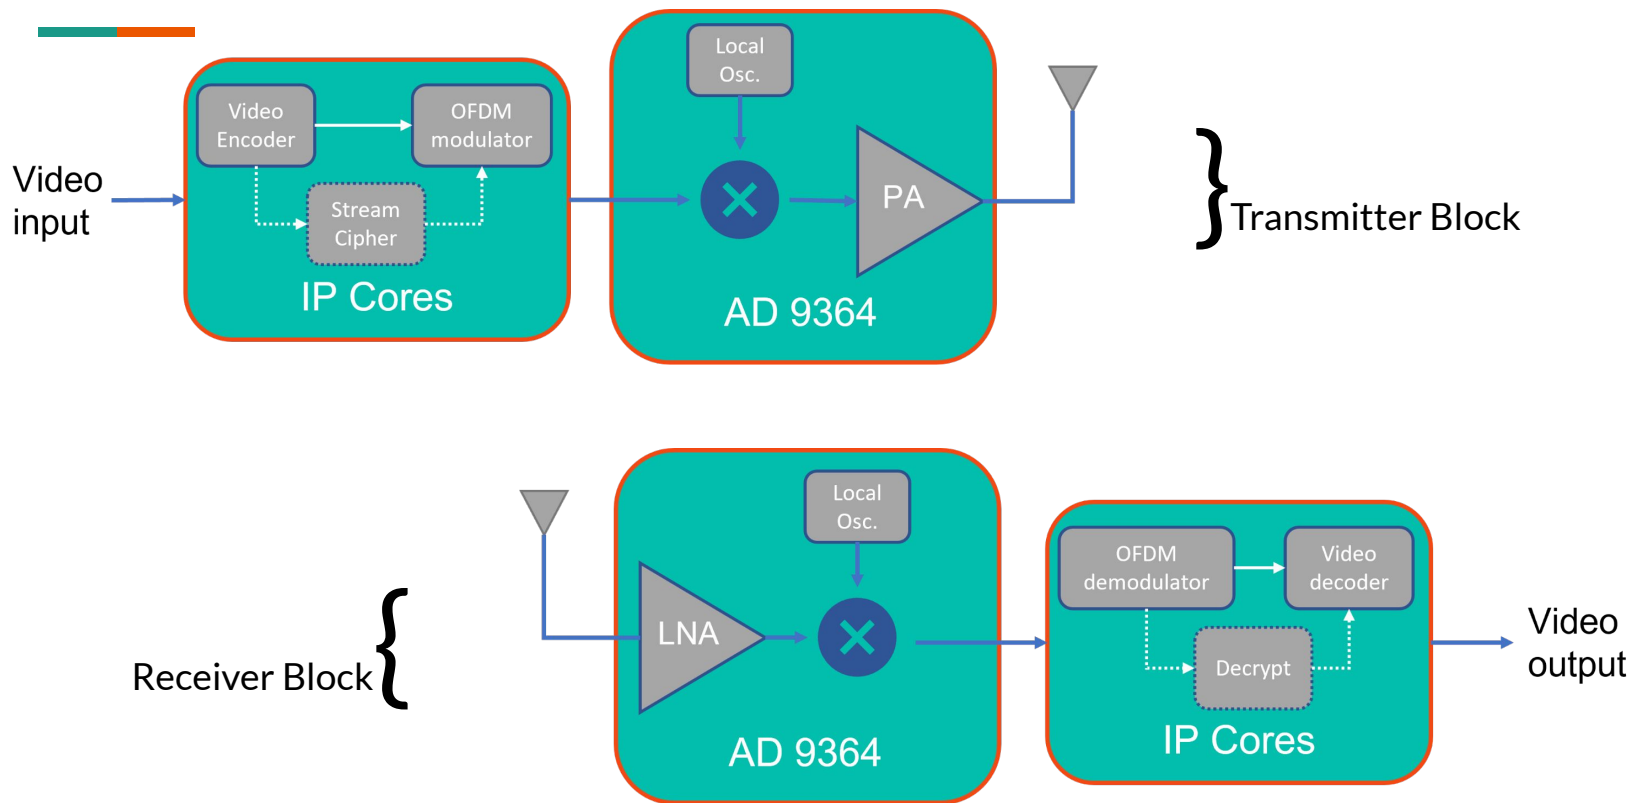 Video
input
Video
Encoder
OFDM
modulator
Stream
Cipher
IP Cores
Local
Osc.
PA
AD 9364
}
Transmitter Block
Receiver Block
{
LNA
Local
Osc.
AD 9364
OFDM
demodulator
Video
decoder
Decrypt
IP Cores
Video
output